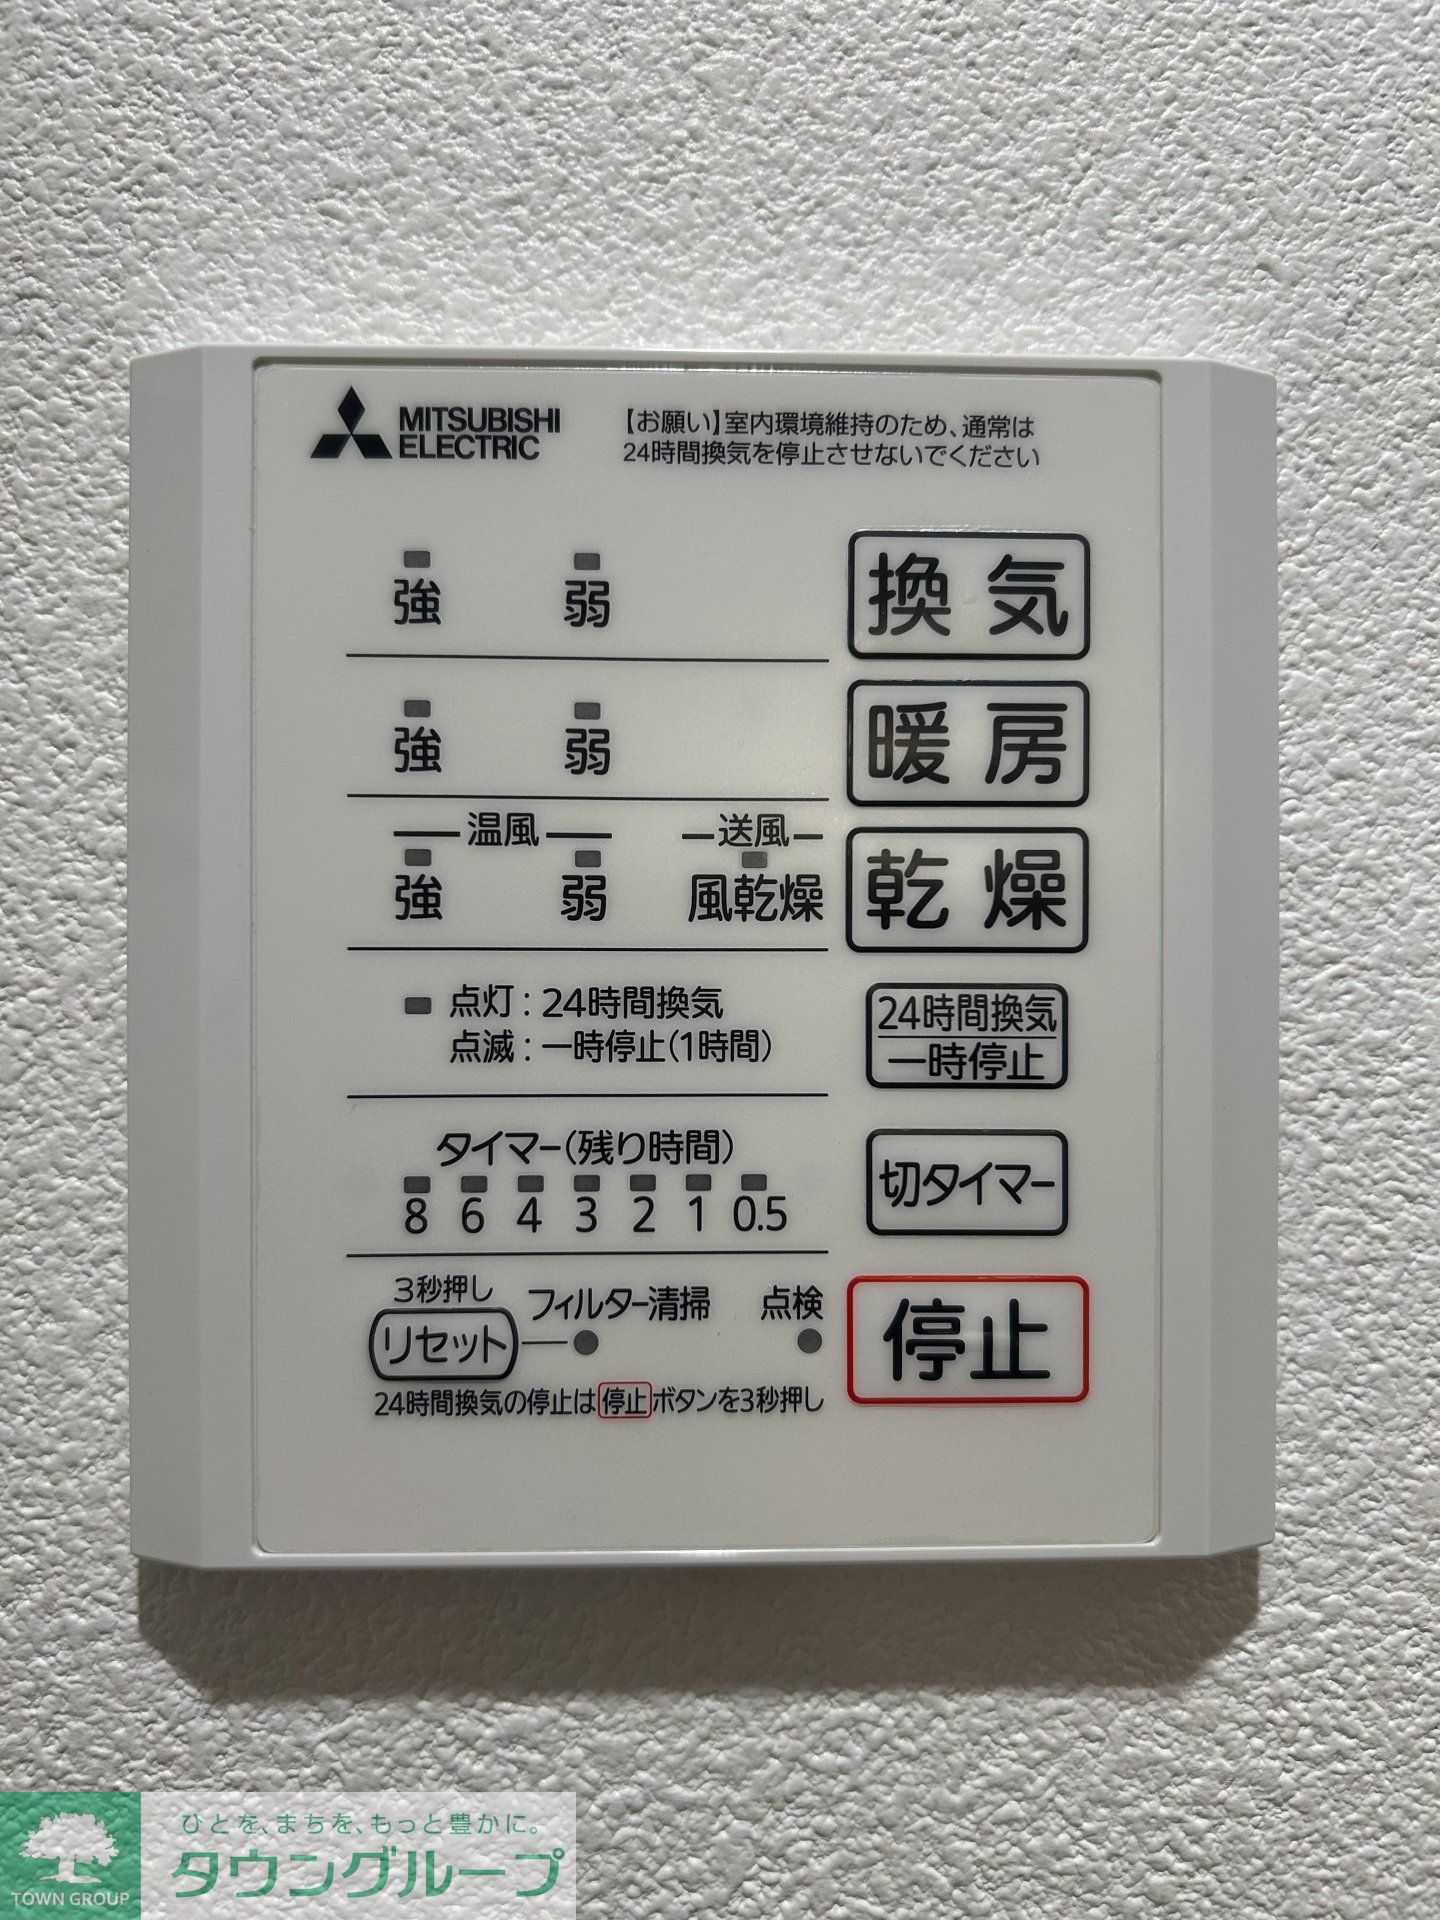 MITSUBISHI
ELECTRIC
【お願い】室内環境維持のため、通常は
24時間換気を停止させないでください
強 弱 換気
強 弱 暖房
温風 送風
強 弱 風乾燥 乾燥
点灯:24時間換気
点滅:一時停止(1時間)
24時間換気
一時停止
タイマー(残り時間)
8 6 4 3 2 1 0.5
切タイマー
3秒押し
リセット フィルター清掃 点検
停止
24時間換気の停止は停止ボタンを3秒押し
ひとを、まちを、もっと豊かに。
タウングループ
TOWN GROUP